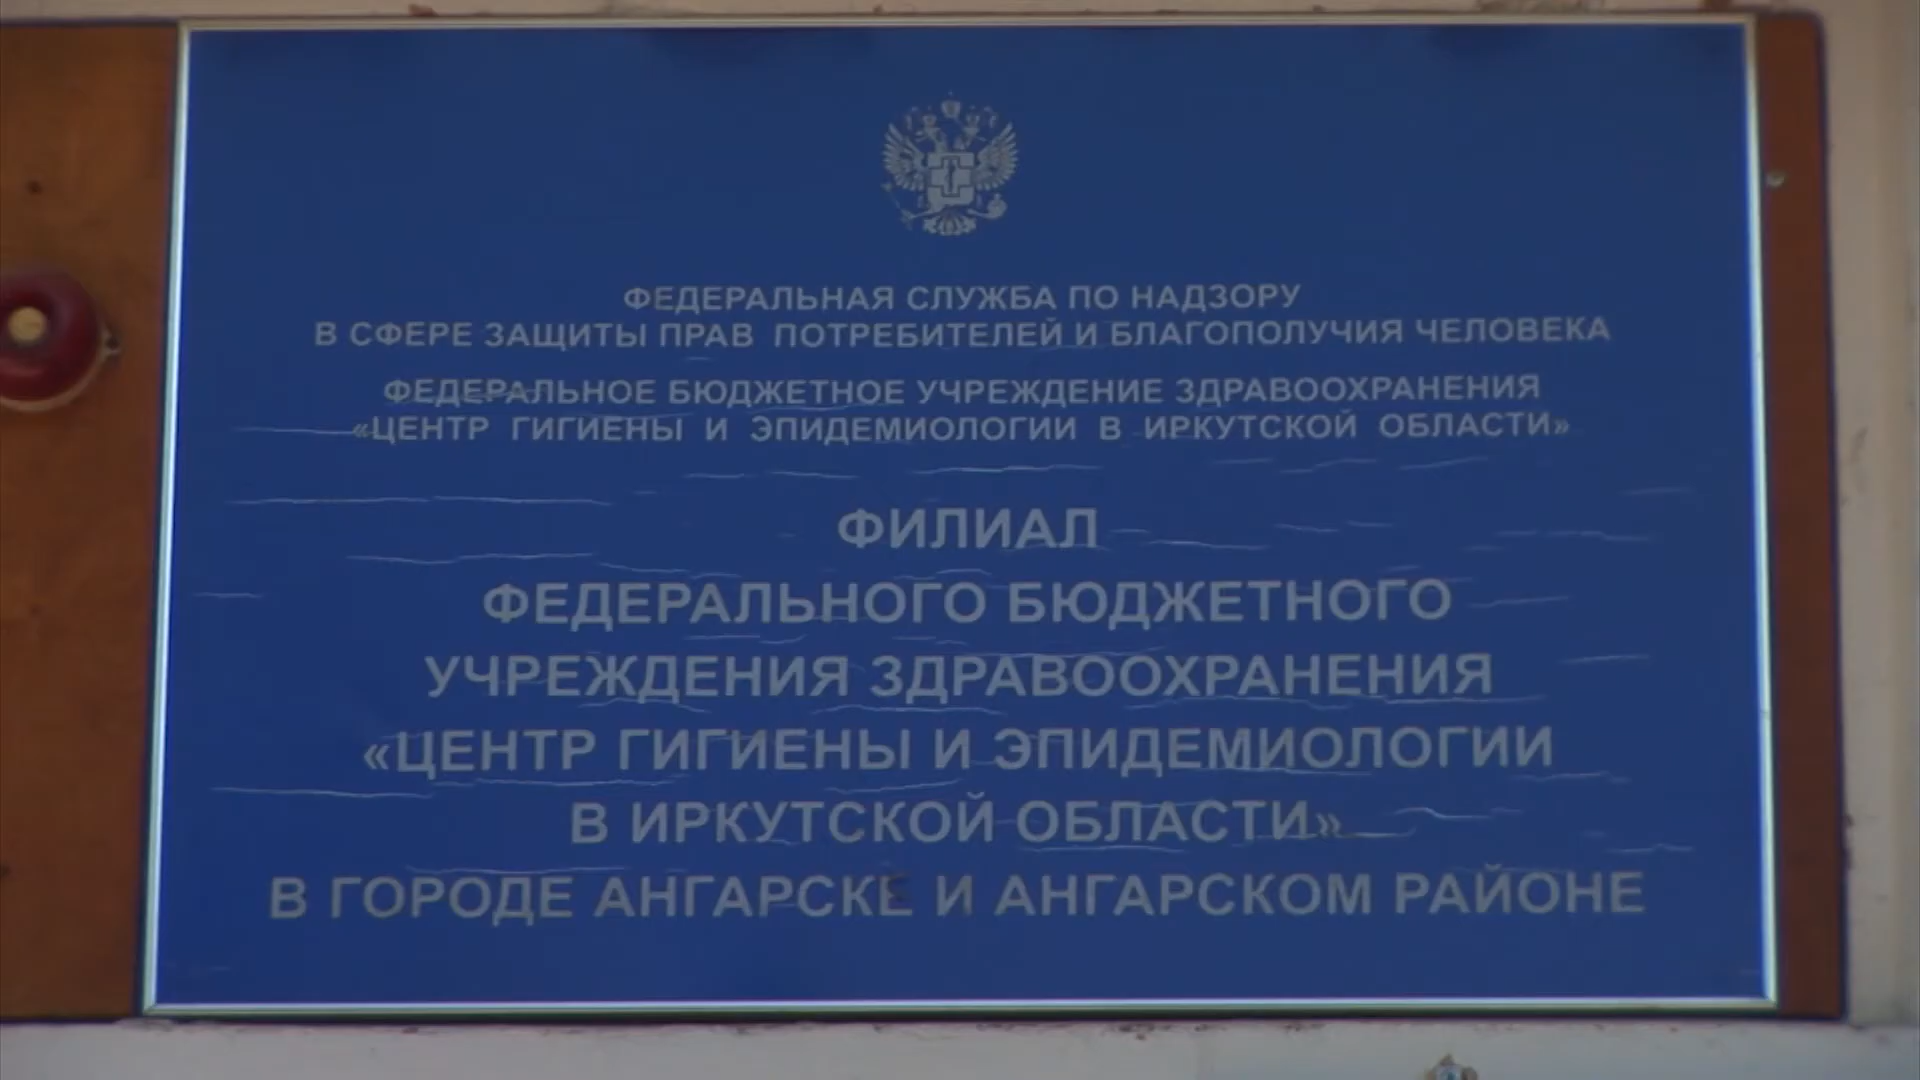 ФЕДЕРАЛЬНАЯ СЛУЖБА ПО НАДЗОРУ
В СФЕРЕ ЗАЩИТЫ ПРАВ ПОТРЕБИТЕЛЕЙ И БЛАГОПОЛУЧИЯ ЧЕЛОВЕКА
ФЕДЕРАЛЬНОЕ БЮДЖЕТНОЕ УЧРЕЖДЕНИЕ ЗДРАВООХРАНЕНИЯ
«ЦЕНТР ГИГИЕНЫ И ЭПИДЕМИОЛОГИИ В ИРКУТСКОЙ ОБЛАСТИ»
ФИЛИАЛ
ФЕДЕРАЛЬНОГО БЮДЖЕТНОГО
УЧРЕЖДЕНИЯ ЗДРАВООХРАНЕНИЯ
«ЦЕНТР ГИГИЕНЫ И ЭПИДЕМИОЛОГИИ
В ИРКУТСКОЙ ОБЛАСТИ»
В ГОРОДЕ АНГАРСКЕ И АНГАРСКОМ РАЙОНЕ